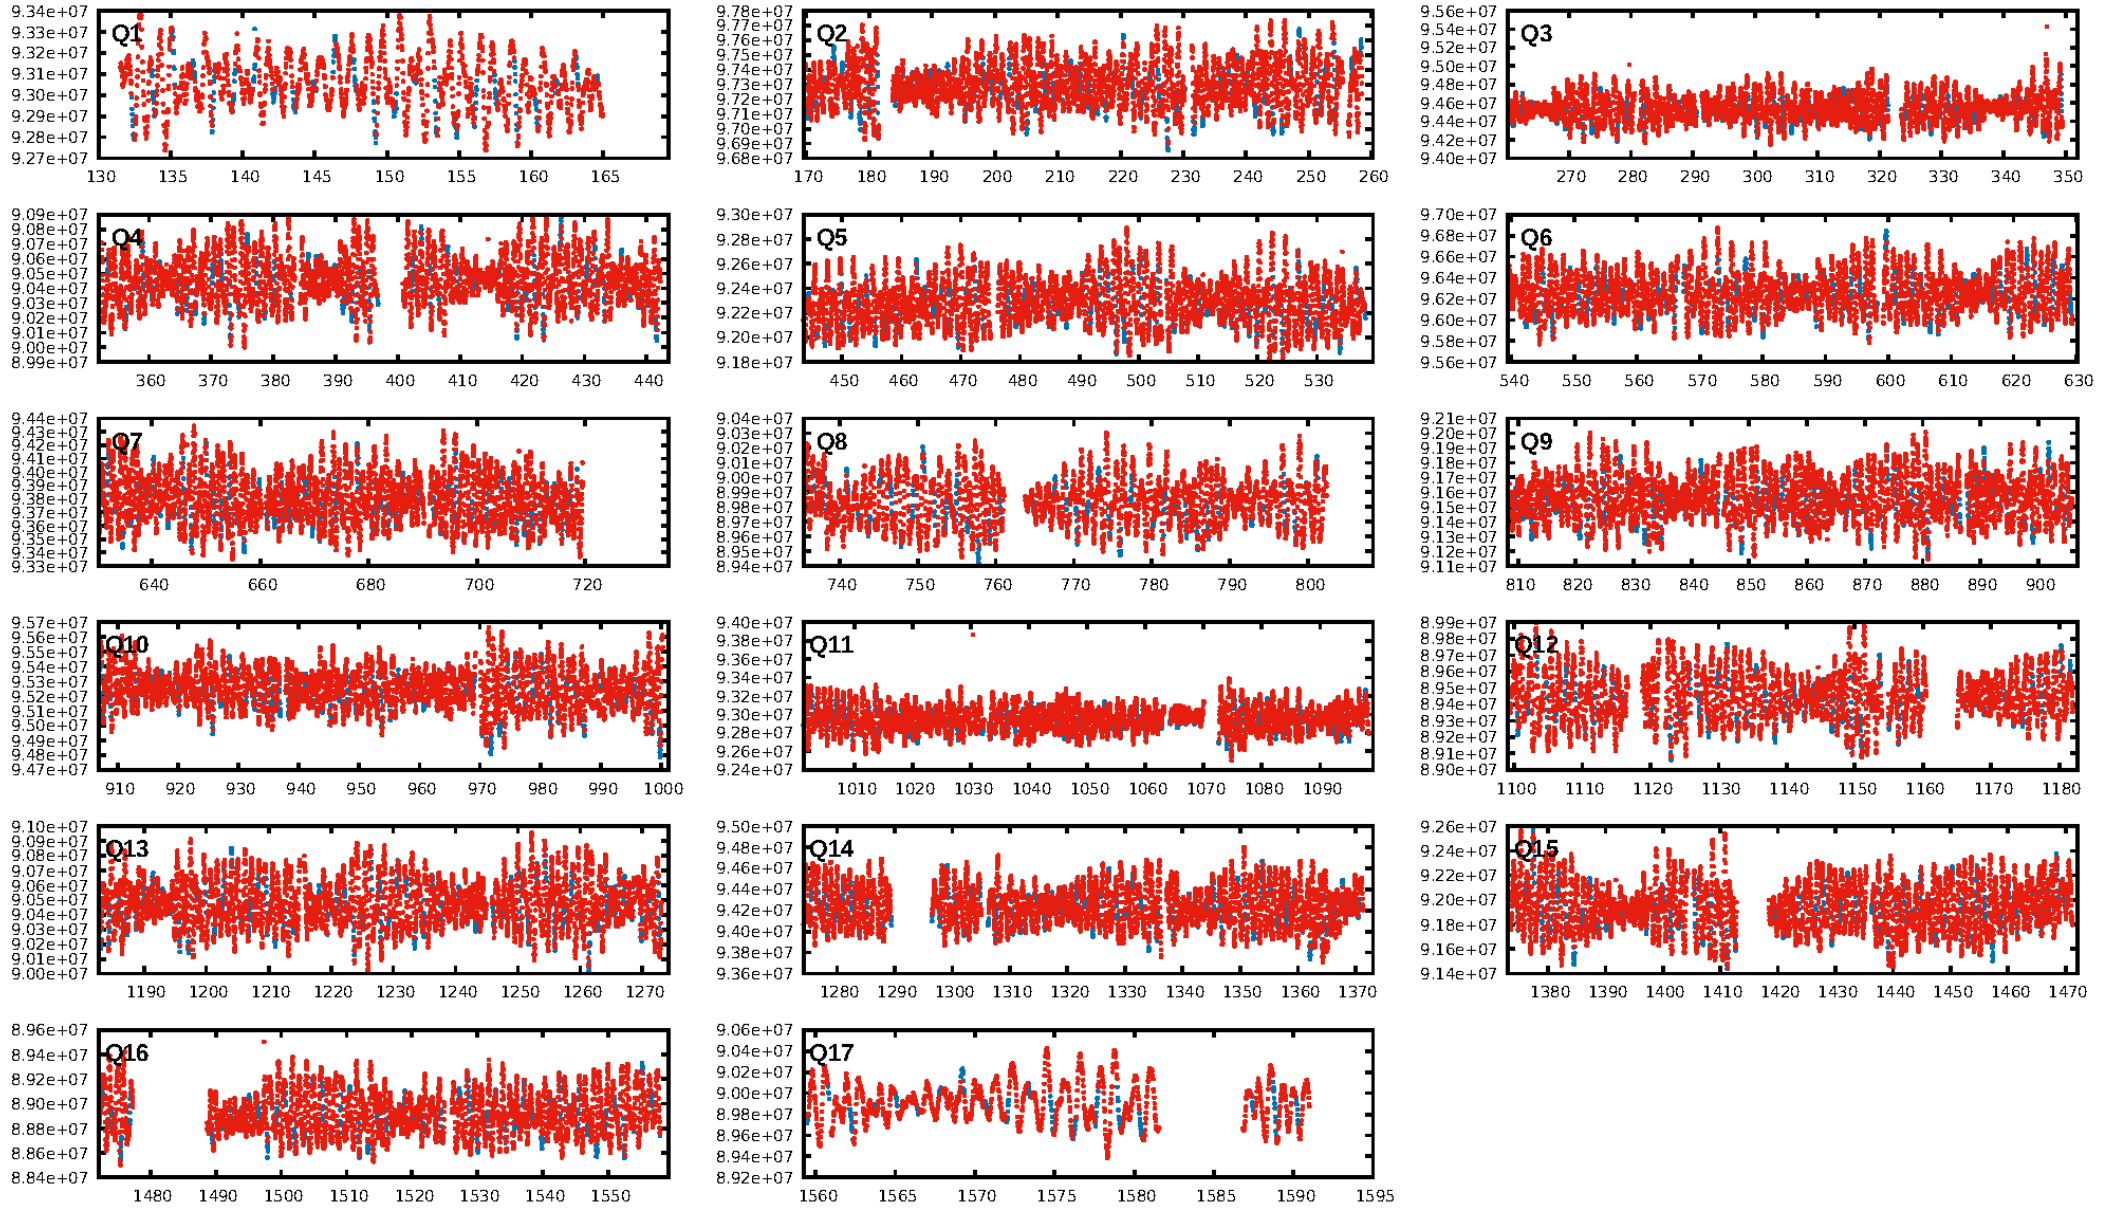 9.34e+07
9.33e+07
9.32e+07
9.31e+07
9.30e+07
9.29e+07
9.28e+07
9.27e+07
Q1
130 135 140 145 150 155 160 165
9.78e+07
9.77e+07
9.76e+07
9.75e+07
9.74e+07
9.73e+07
9.72e+07
9.71e+07
9.70e+07
9.69e+07
9.68e+07
Q2
170 180 190 200 210 220 230 240 250 260
9.56e+07
9.54e+07
9.52e+07
9.50e+07
9.48e+07
9.46e+07
9.44e+07
9.42e+07
9.40e+07
Q3
270 280 290 300 310 320 330 340 350
9.09e+07
9.08e+07
9.07e+07
9.06e+07
9.05e+07
9.04e+07
9.03e+07
9.02e+07
9.01e+07
9.00e+07
8.99e+07
Q4
360 370 380 390 400 410 420 430 440
9.30e+07
9.28e+07
9.26e+07
9.24e+07
9.22e+07
9.20e+07
9.18e+07
Q5
450 460 470 480 490 500 510 520 530
9.70e+07
9.68e+07
9.66e+07
9.64e+07
9.62e+07
9.60e+07
9.58e+07
9.56e+07
Q6
540 550 560 570 580 590 600 610 620 630
9.44e+07
9.43e+07
9.42e+07
9.41e+07
9.40e+07
9.39e+07
9.38e+07
9.37e+07
9.36e+07
9.35e+07
9.34e+07
9.33e+07
Q7
640 660 680 700 720
9.04e+07
9.03e+07
9.02e+07
9.01e+07
9.00e+07
8.99e+07
8.98e+07
8.97e+07
8.96e+07
8.95e+07
8.94e+07
Q8
740 750 760 770 780 790 800
9.21e+07
9.20e+07
9.19e+07
9.18e+07
9.17e+07
9.16e+07
9.15e+07
9.14e+07
9.13e+07
9.12e+07
9.11e+07
Q9
810 820 830 840 850 860 870 880 890 900
9.57e+07
9.56e+07
9.55e+07
9.54e+07
9.53e+07
9.52e+07
9.51e+07
9.50e+07
9.49e+07
9.48e+07
9.47e+07
Q10
910 920 930 940 950 960 970 980 990 1000
9.40e+07
9.38e+07
9.36e+07
9.34e+07
9.32e+07
9.30e+07
9.28e+07
9.26e+07
9.24e+07
Q11
1010 1020 1030 1040 1050 1060 1070 1080 1090
8.99e+07
8.98e+07
8.97e+07
8.96e+07
8.95e+07
8.94e+07
8.93e+07
8.92e+07
8.91e+07
8.90e+07
Q12
1100 1110 1120 1130 1140 1150 1160 1170 1180
9.10e+07
9.09e+07
9.08e+07
9.07e+07
9.06e+07
9.05e+07
9.04e+07
9.03e+07
9.02e+07
9.01e+07
9.00e+07
Q13
1190 1200 1210 1220 1230 1240 1250 1260 1270
9.50e+07
9.48e+07
9.46e+07
9.44e+07
9.42e+07
9.40e+07
9.38e+07
9.36e+07
Q14
1280 1290 1300 1310 1320 1330 1340 1350 1360 1370
9.26e+07
9.24e+07
9.22e+07
9.20e+07
9.18e+07
9.16e+07
9.14e+07
Q15
1380 1390 1400 1410 1420 1430 1440 1450 1460 1470
8.96e+07
8.94e+07
8.92e+07
8.90e+07
8.88e+07
8.86e+07
8.84e+07
Q16
1480 1490 1500 1510 1520 1530 1540 1550
9.06e+07
9.04e+07
9.02e+07
9.00e+07
8.98e+07
8.96e+07
8.94e+07
8.92e+07
Q17
1560 1565 1570 1575 1580 1585 1590 1595